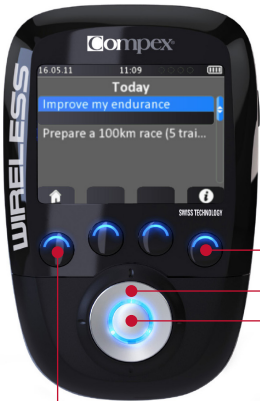 Compex
16.05.11 11:09
Today
Improve my endurance
Prepare a 100km race (5 trai...
i
SWISS TECHNOLOGY
WIRELESS